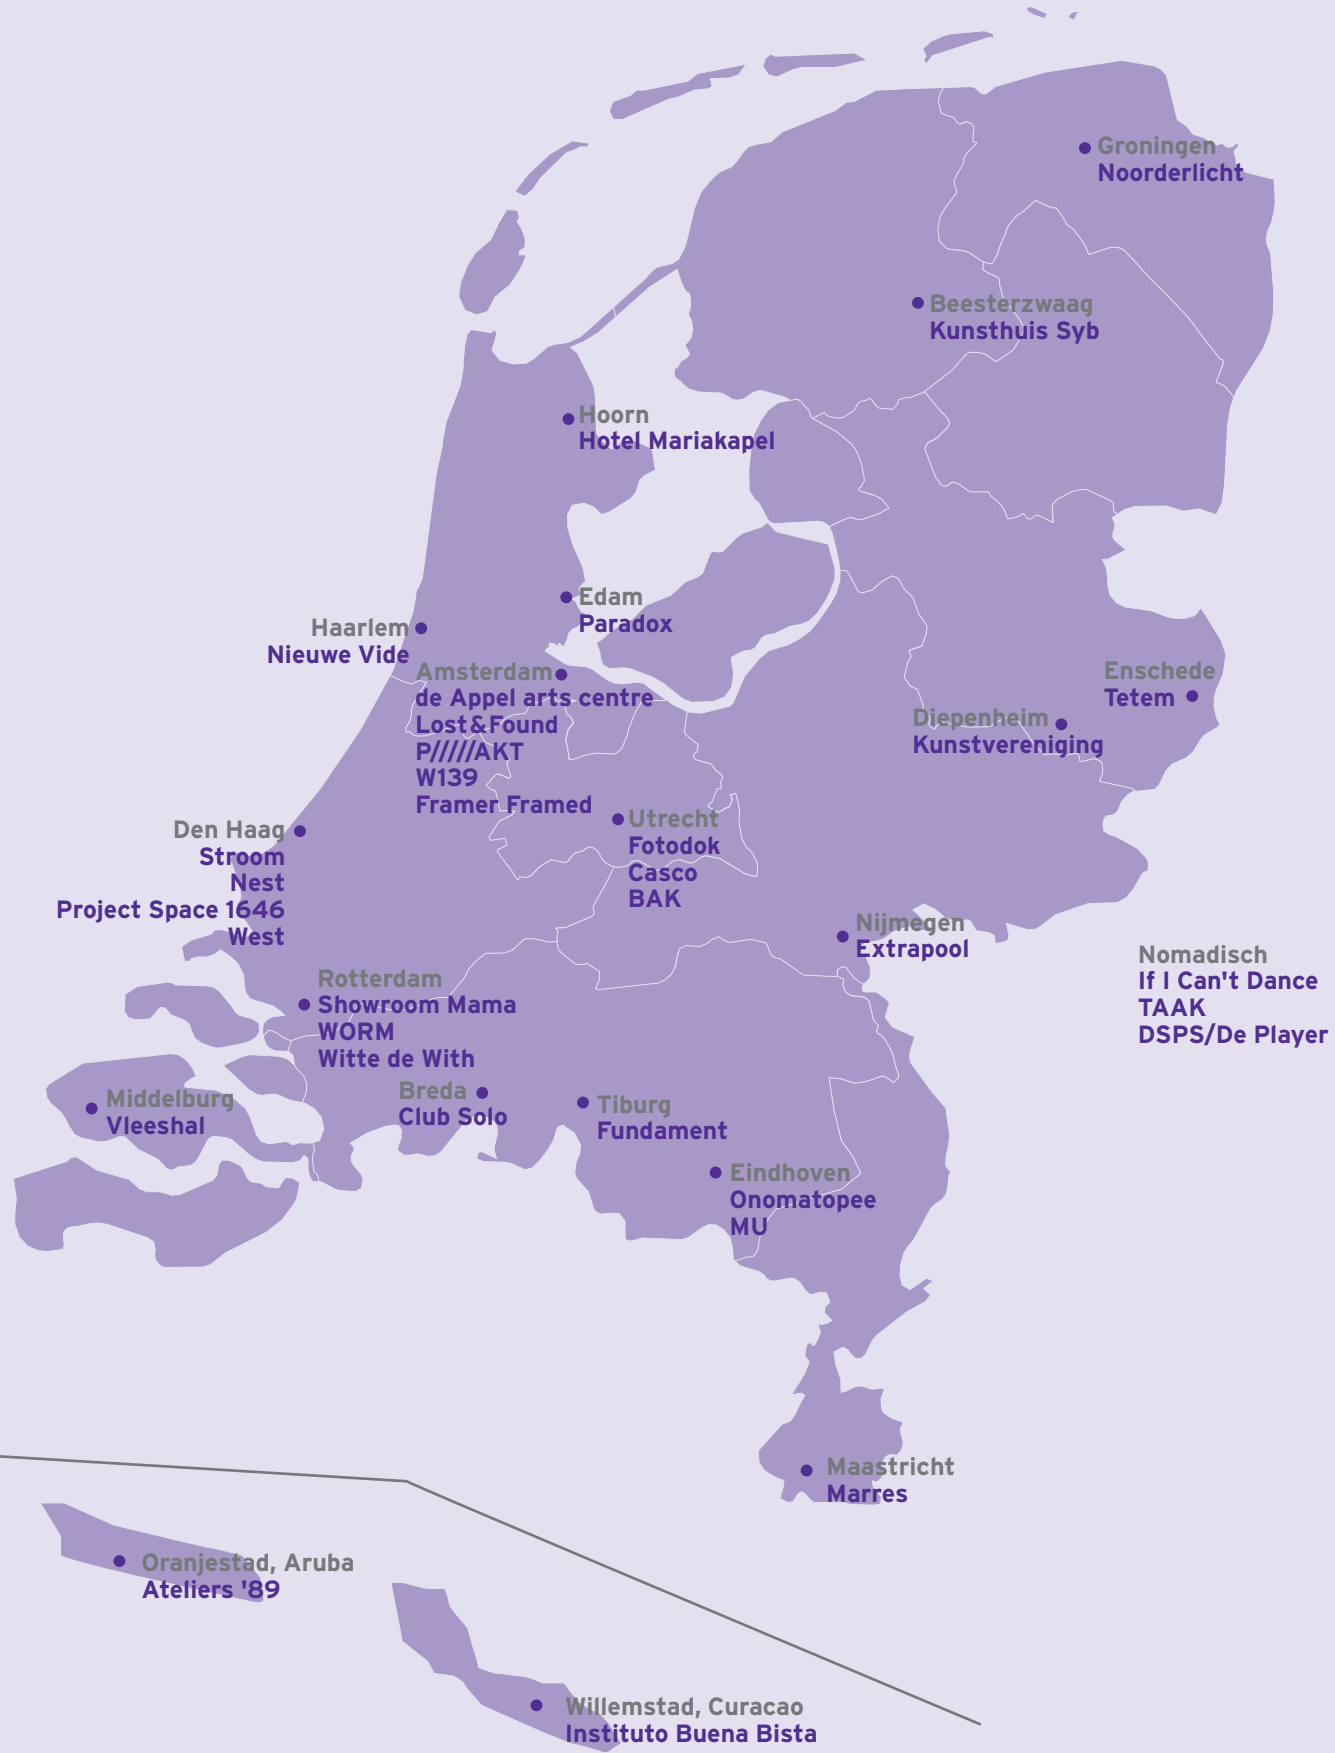 Groningen
Noorderlicht
Beesterzwaag
Kunsthuis Syb
Hoorn
Hotel Mariakapel
Edam
Paradox
Haarlem
Nieuwe Vide
Amsterdam
de Appel arts centre
Lost&Found
P/////AKT
W139
Framer Framed
Enschede
Tetem
Diepenheim
Kunstvereniging
Den Haag
Stroom
Nest
Project Space 1646
West
Utrecht
Fotodok
Casco
BAK
Nijmegen
Extrapool
Nomadisch
If I Can't Dance
TAAK
DSPS/De Player
Rotterdam
Showroom Mama
WORM
Witte de With
Middelburg
Vleeshal
Breda
Club Solo
Tiburg
Fundament
Eindhoven
Onomatopee
MU
Maastricht
Marres
Oranjestad, Aruba
Ateliers '89
Willemstad, Curacao
Instituto Buena Bista